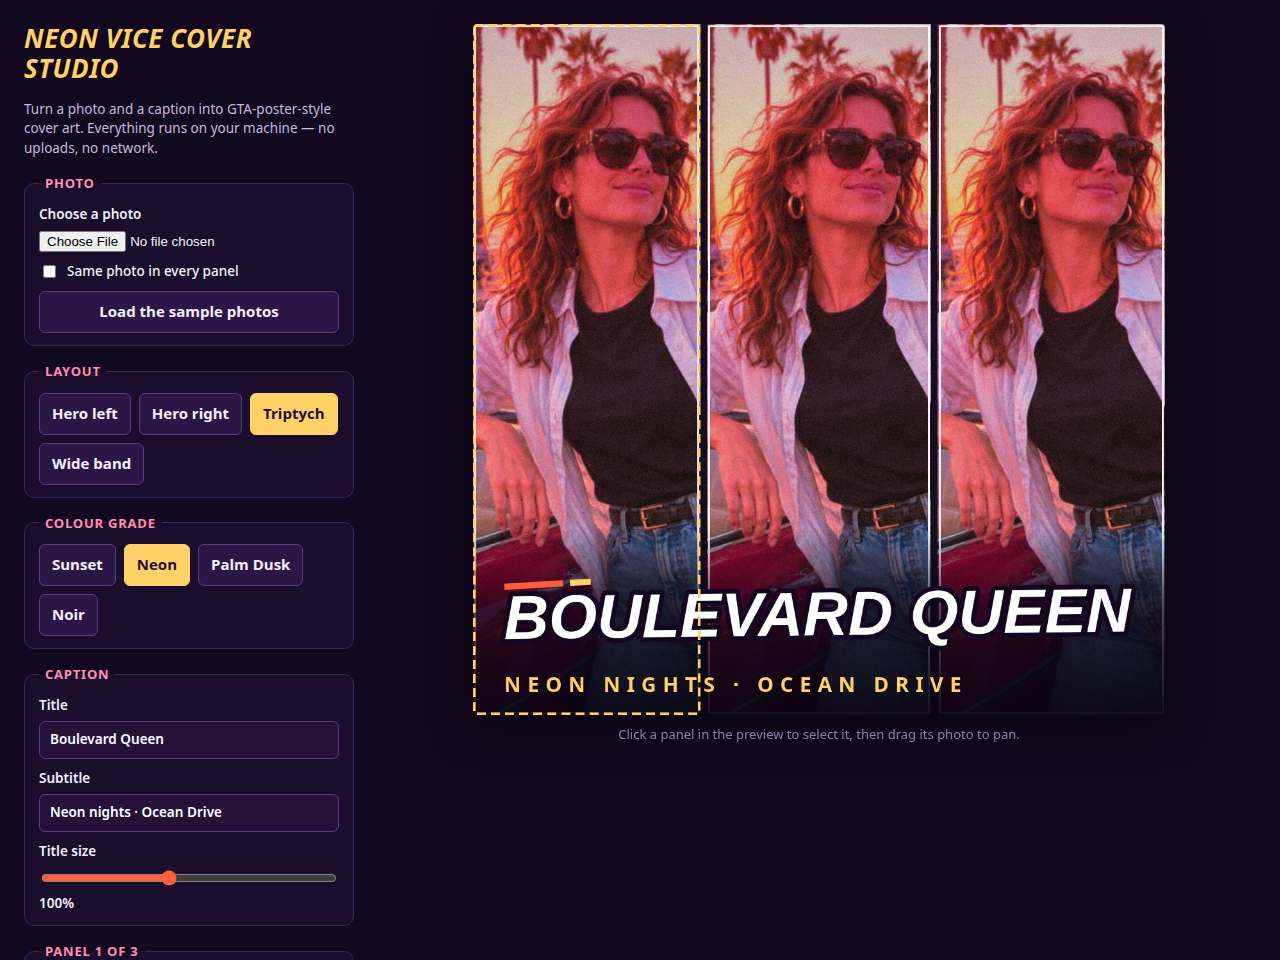 NEON VICE COVER
STUDIO
Turn a photo and a caption into GTA-poster-style
cover art. Everything runs on your machine — no
uploads, no network.
PHOTO
Choose a photo
Choose File No file chosen
Same photo in every panel
Load the sample photos
LAYOUT
Hero left Hero right Triptych
Wide band
COLOUR GRADE
Sunset Neon Palm Dusk
Noir
CAPTION
Title
Boulevard Queen
Subtitle
Neon nights · Ocean Drive
Title size
100%
PANEL 1 OF 3
BOULEVARD QUEEN
NEON NIGHTS · OCEAN DRIVE
Click a panel in the preview to select it, then drag its photo to pan.